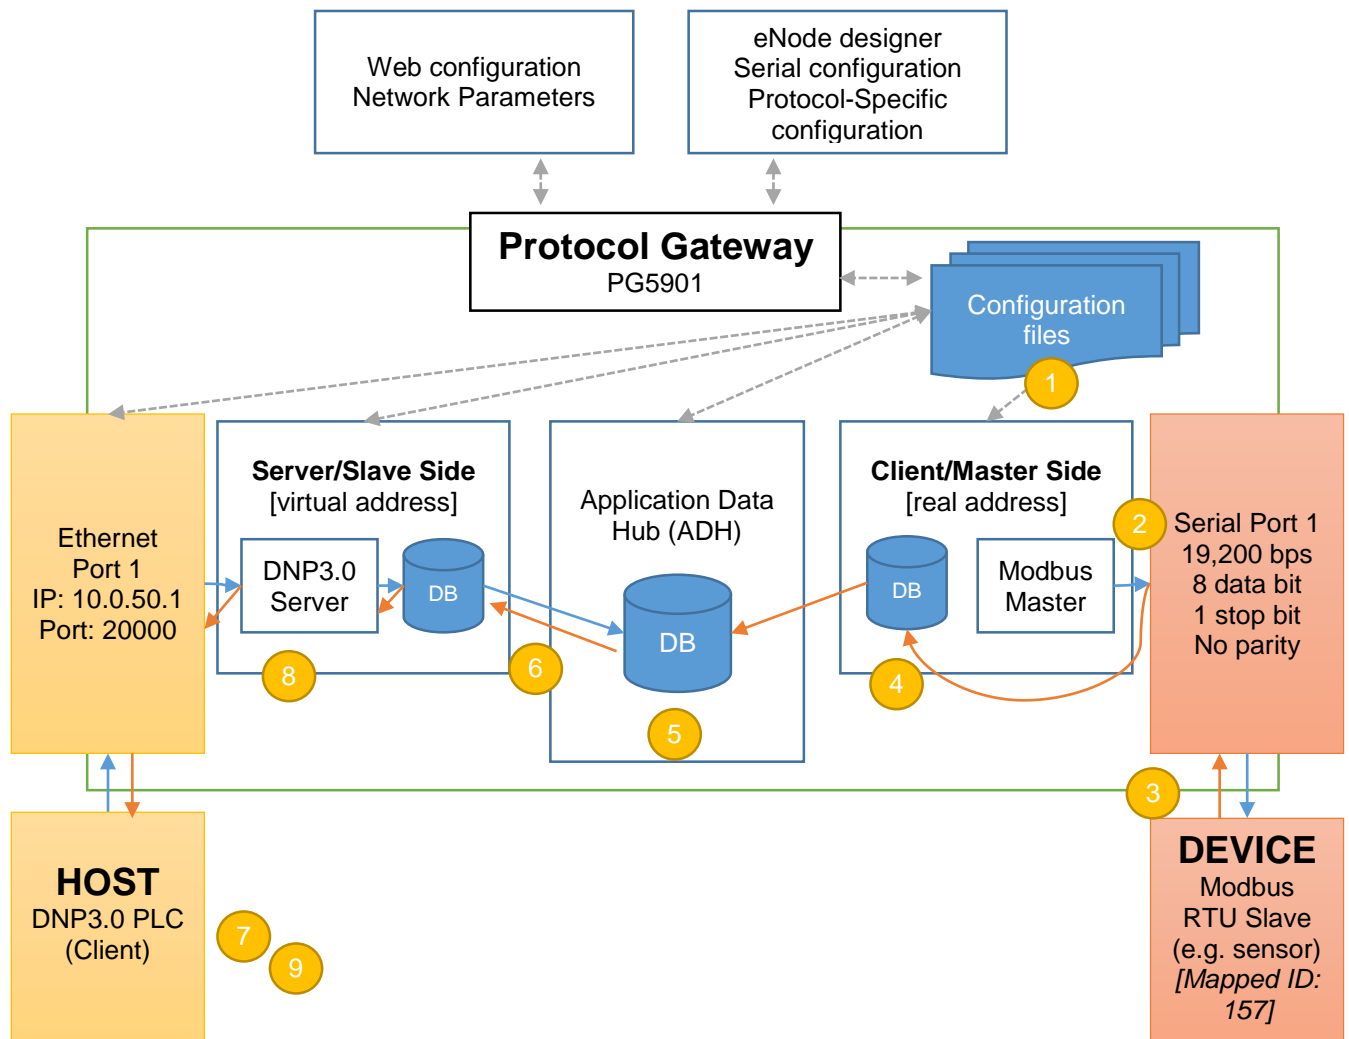 Web configuration
Network Parameters
eNode designer
Serial configuration
Protocol-Specific
configuration
Protocol Gateway
PG5901
Configuration
files
1
Server/Slave Side
[virtual address]
DNP3.0
Server
DB
8
Application Data
Hub (ADH)
DB
6
5
Client/Master Side
[real address]
DB
Modbus
Master
4
2
Ethernet
Port 1
IP: 10.0.50.1
Port: 20000
Serial Port 1
19,200 bps
8 data bit
1 stop bit
No parity
3
HOST
DNP3.0 PLC
(Client)
7
9
DEVICE
Modbus
RTU Slave
(e.g. sensor)
[Mapped ID:
157]